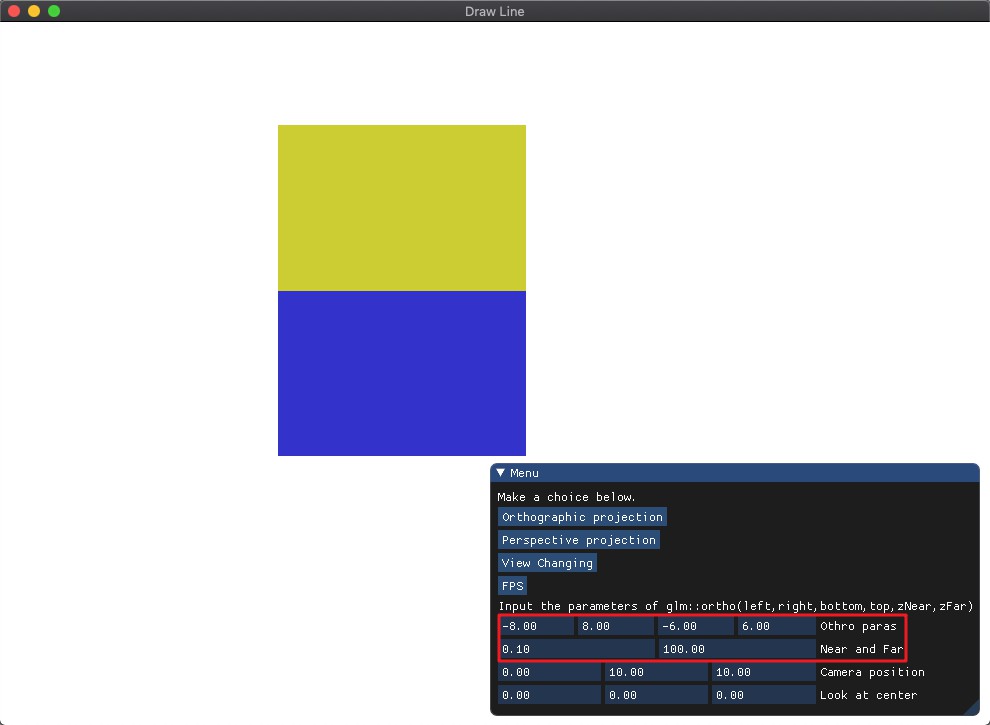 Draw Line
Menu
Make a choice below.
Orthographic projection
Perspective projection
View Changing
FPS
Input the parameters of glm::ortho(left,right,bottom,top,zNear,zFar)
-8.00 8.00 -6.00 6.00 Othro paras
0.10 100.00 Near and Far
0.00 10.00 10.00 Camera position
0.00 0.00 0.00 Look at center